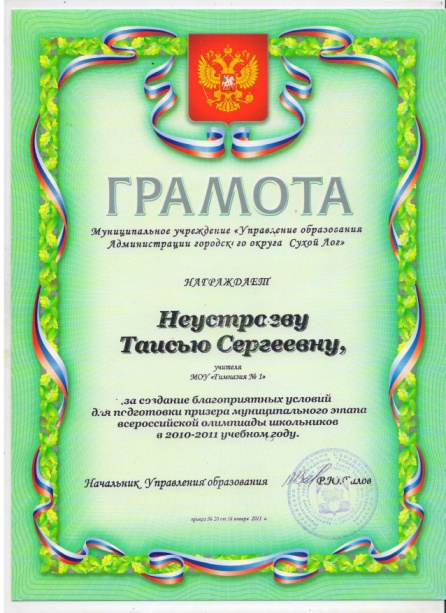 ГРАМОТА
Муниципальное учреждение «Управление образования
Администрации городского округа Сухой Лог»
НАГРАЖДАЕТ
Неустроеву
Таисью Сергеевну,
учителя
МОУ «Гимназия № 1»
за создание благоприятных условий
для подготовки призера муниципального этапа
всероссийской олимпиады школьников
в 2010-2011 учебном году.
Начальник Управления образования
приказ № 20 от 18 января 2011 г.